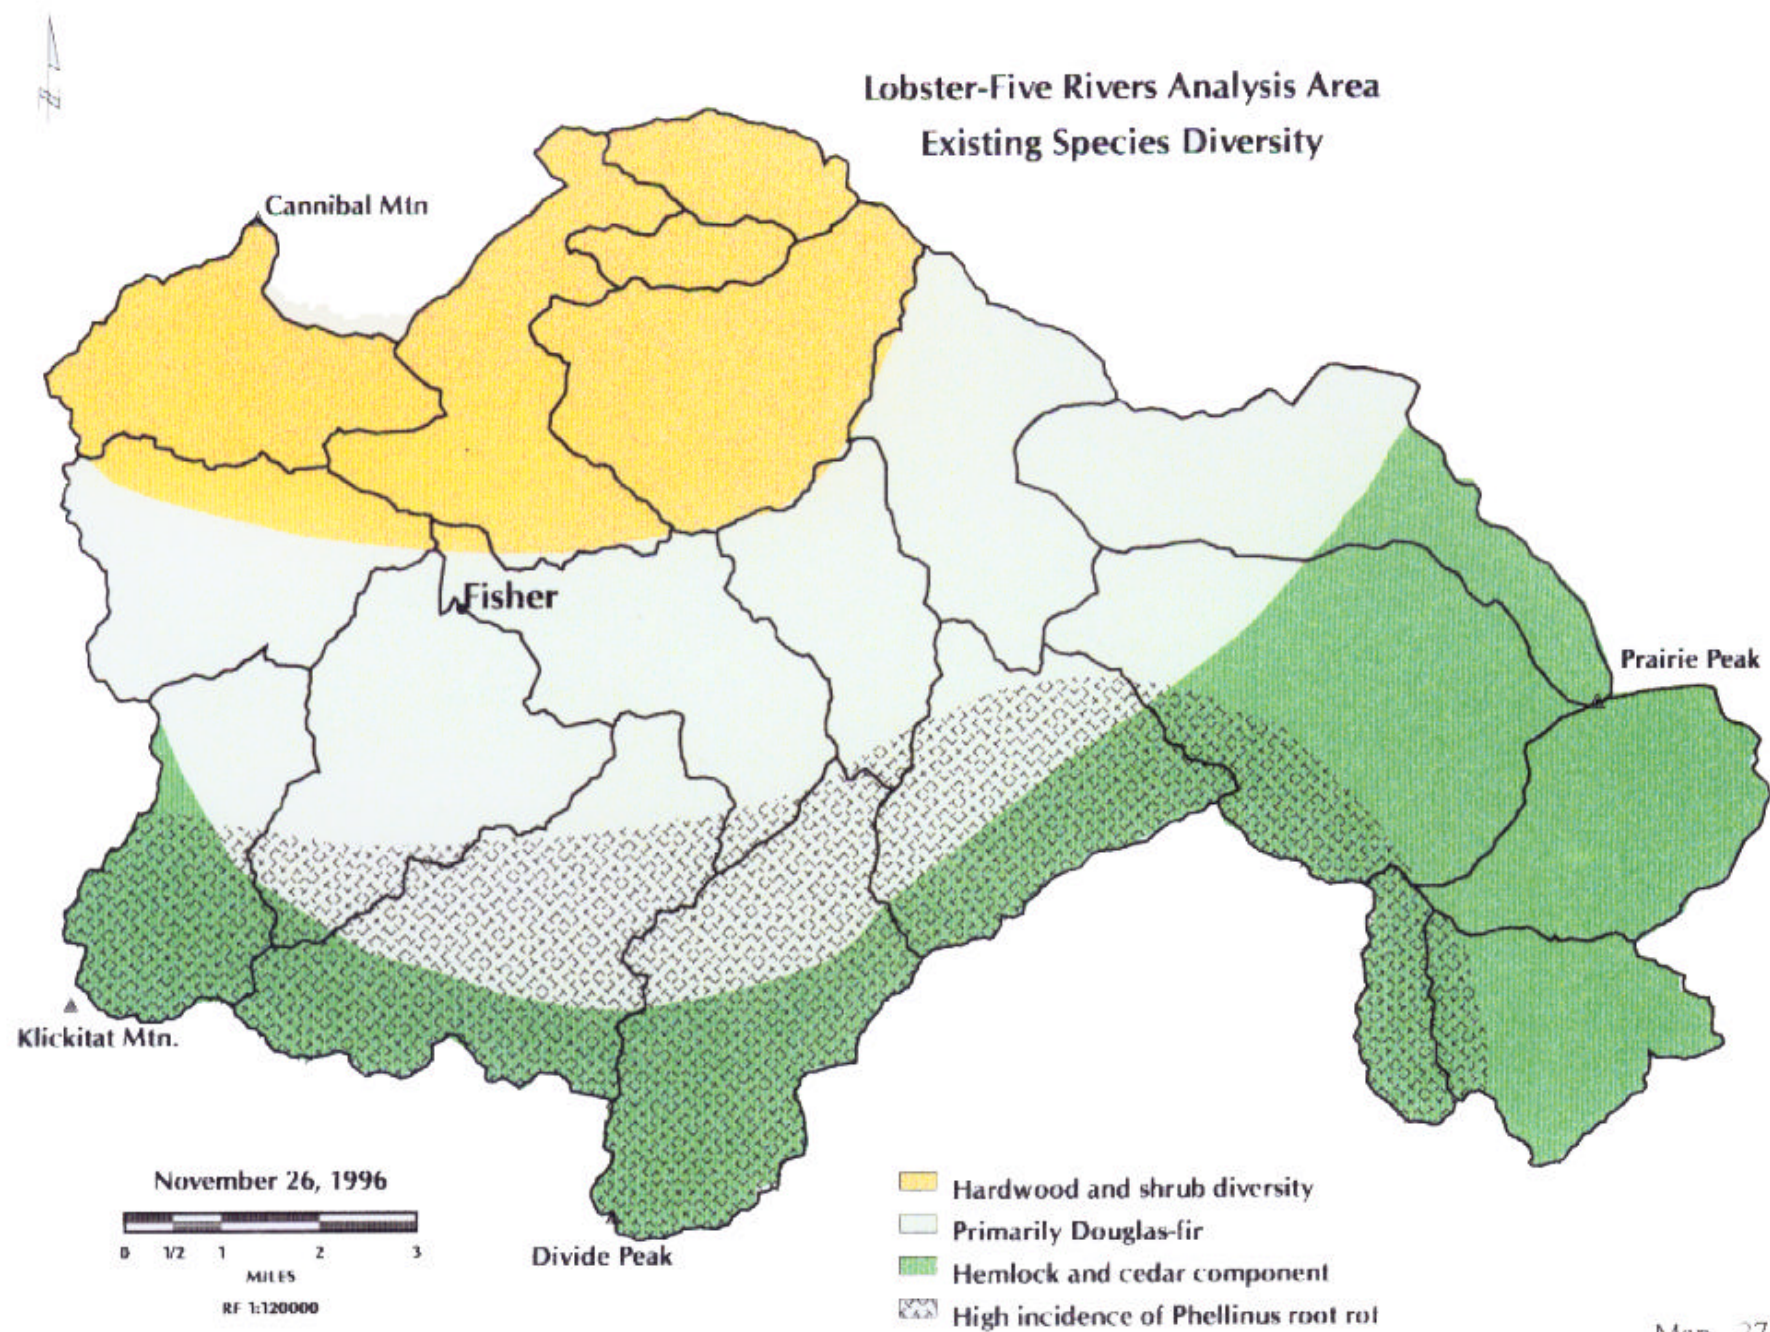 Lobster-Five Rivers Analysis Area
Existing Species Diversity
Cannibal Mtn
Fisher
Prairie Peak
Klickitat Mtn.
Divide Peak
November 26, 1996
0 1/2 1 2 3
MILES
RF 1:120000
Hardwood and shrub diversity
Primarily Douglas-fir
Hemlock and cedar component
High incidence of Phellinus root rot